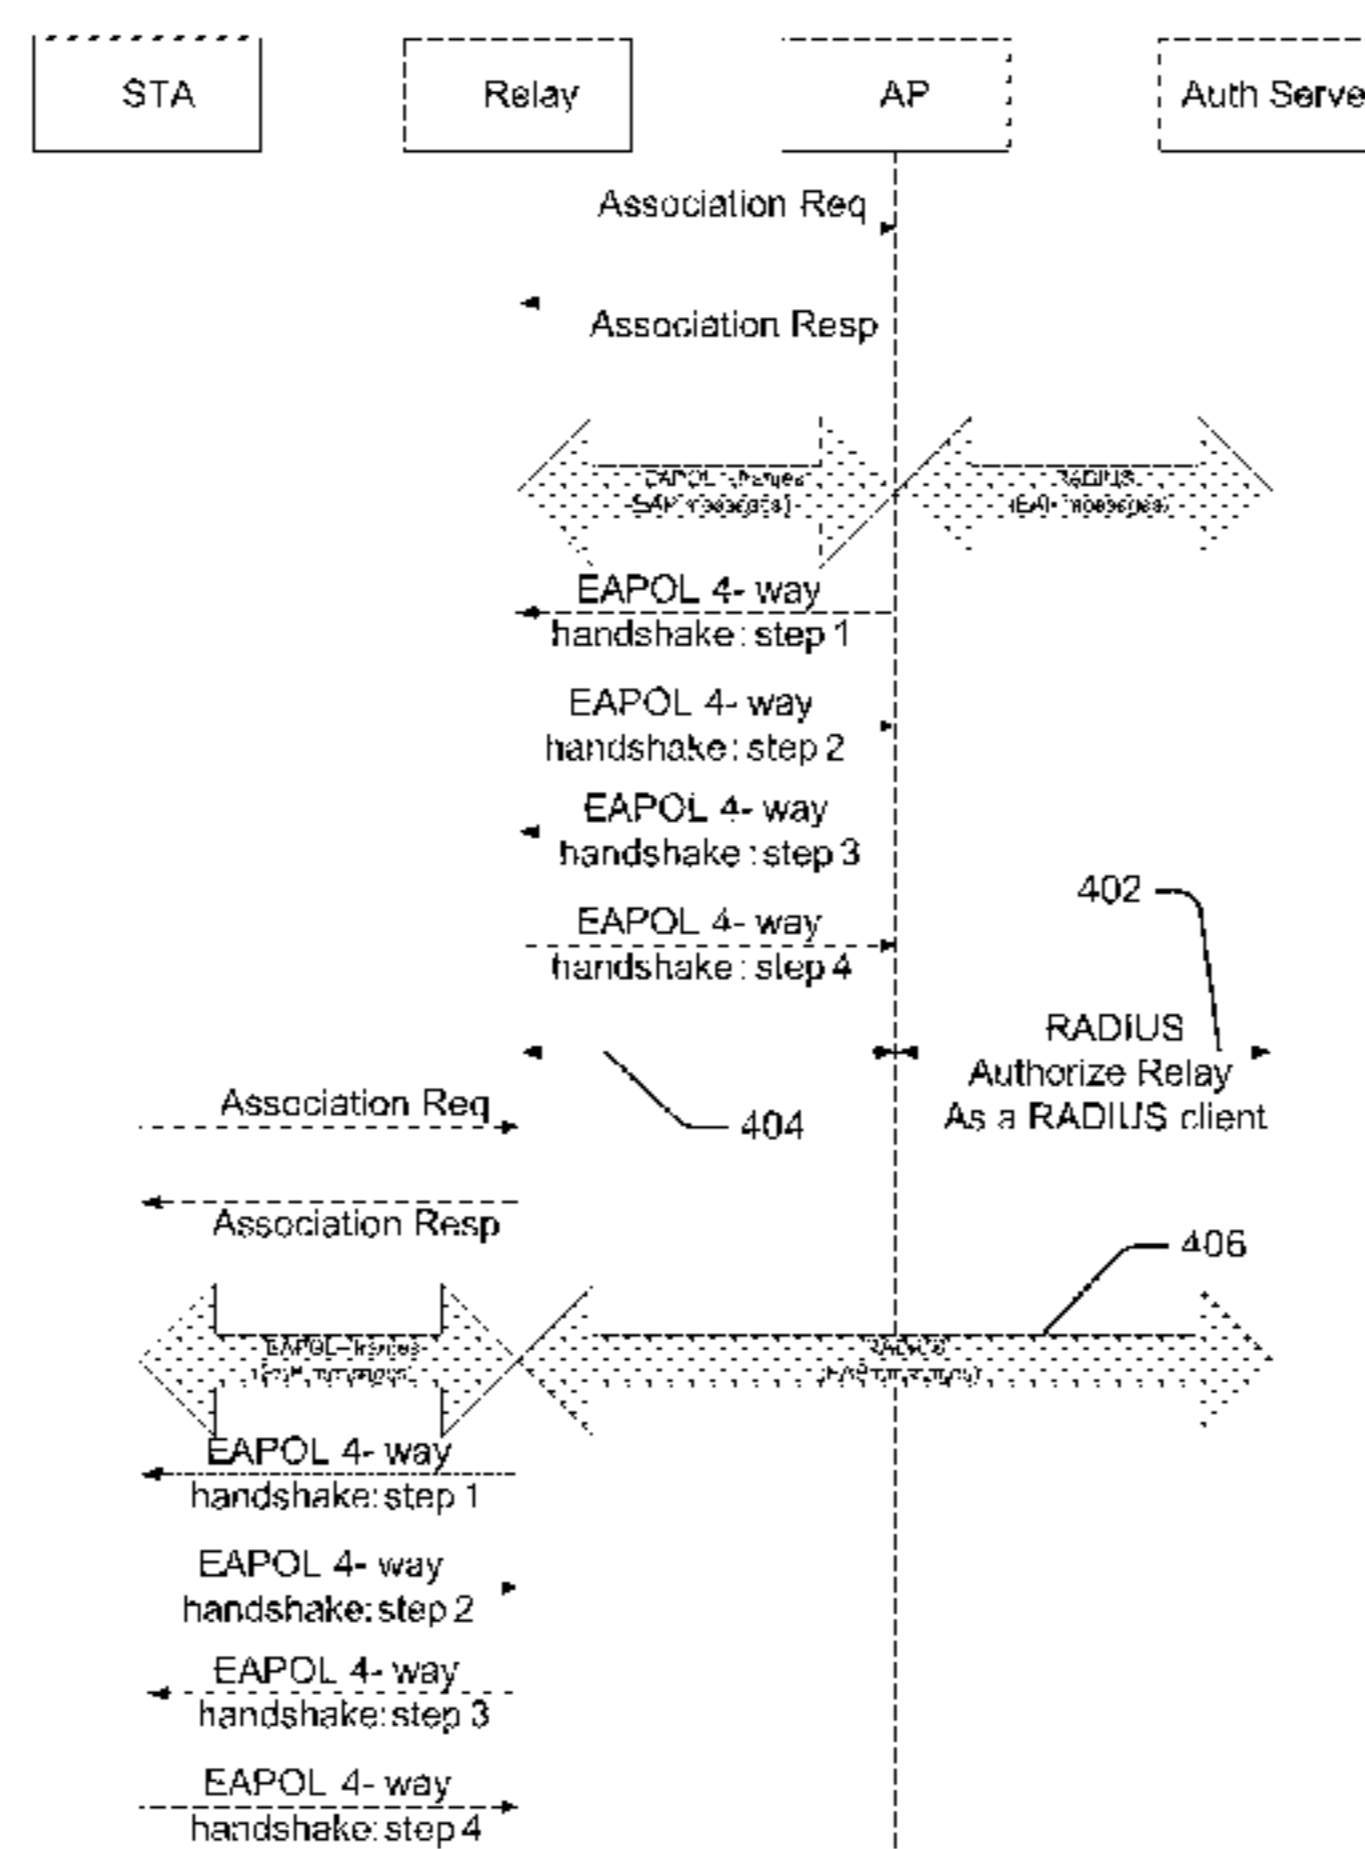 STA
Relay
AP
Auth Serve
Association Req
Association Resp
RADIUS
EAPOL 4- way
handshake: step 1
EAPOL 4- way
handshake: step 2
EAPOL 4- way
handshake: step 3
EAPOL 4- way
handshake: step 4
402
RADIUS
Authorize Relay
As a RADIUS client
404
Association Req
Association Resp
406
EAPOL 4- way
handshake: step 1
EAPOL 4- way
handshake: step 2
EAPOL 4- way
handshake: step 3
EAPOL 4- way
handshake: step 4